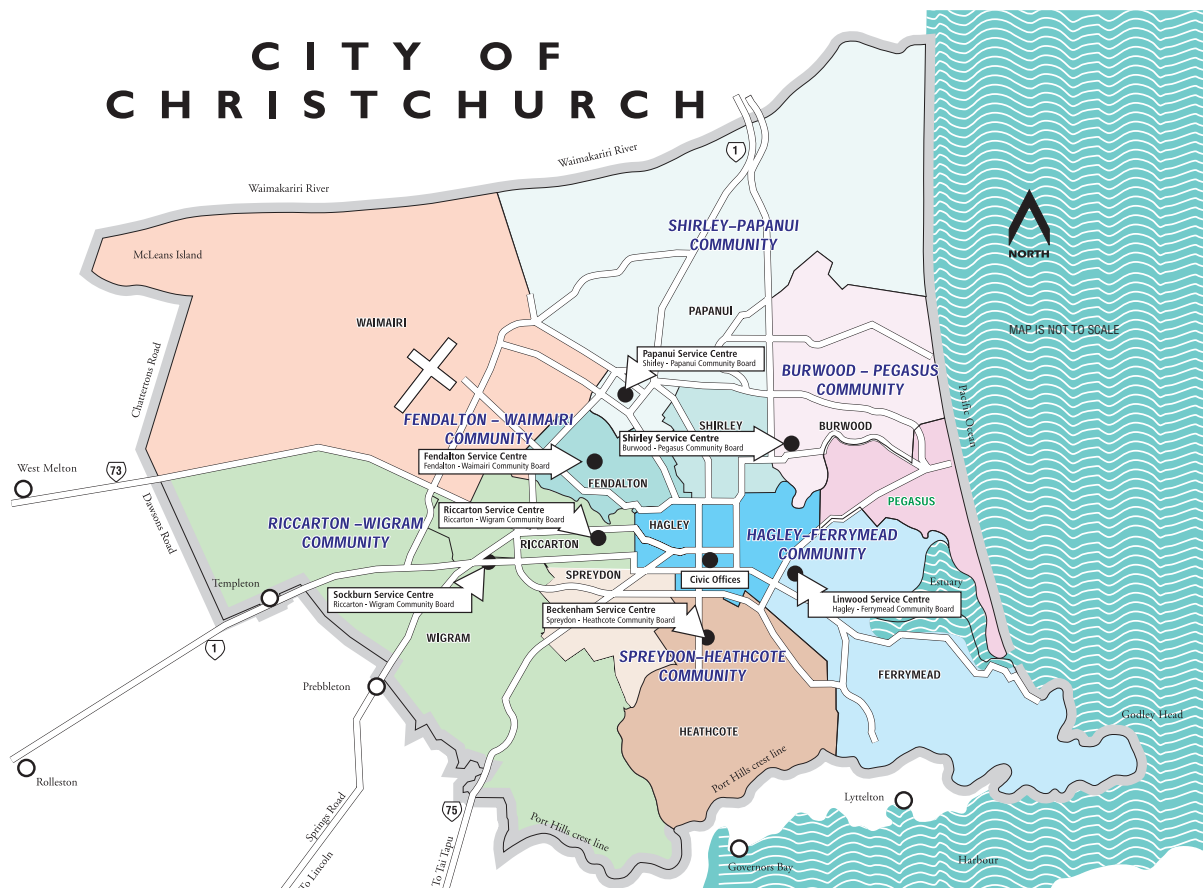 CITY OF
CHRISTCHURCH
Waimakariri River
1
Waimakariri River
SHIRLEY–PAPANUI
COMMUNITY
NORTH
McLeans Island
WAIMAIRI
PAPANUI
MAP IS NOT TO SCALE
Chattertons Road
Papanui Service Centre
Shirley - Papanui Community Board
BURWOOD – PEGASUS
COMMUNITY
Pacific Ocean
FENDALTON – WAIMAIRI
COMMUNITY
SHIRLEY
BURWOOD
Shirley Service Centre
Burwood - Pegasus Community Board
Fendalton Service Centre
Fendalton - Waimairi Community Board
West Melton
73
FENDALTON
PEGASUS
Dawsons Road
Riccarton Service Centre
Riccarton - Wigram Community Board
RICCARTON –WIGRAM
COMMUNITY
HAGLEY
HAGLEY–FERRYMEAD
COMMUNITY
RICCARTON
SPREYDON
Civic Offices
Estuary
Templeton
Sockburn Service Centre
Riccarton - Wigram Community Board
Linwood Service Centre
Hagley - Ferrymead Community Board
Beckenham Service Centre
Spreydon - Heathcote Community Board
WIGRAM
1
SPREYDON–HEATHCOTE
COMMUNITY
FERRYMEAD
Prebbleton
HEATHCOTE
Godley Head
Rolleston
Port Hills crest line
Lyttelton
Springs Road
75
Port Hills crest line
To Lincoln
To Tai Tapu
Governors Bay
Harbour